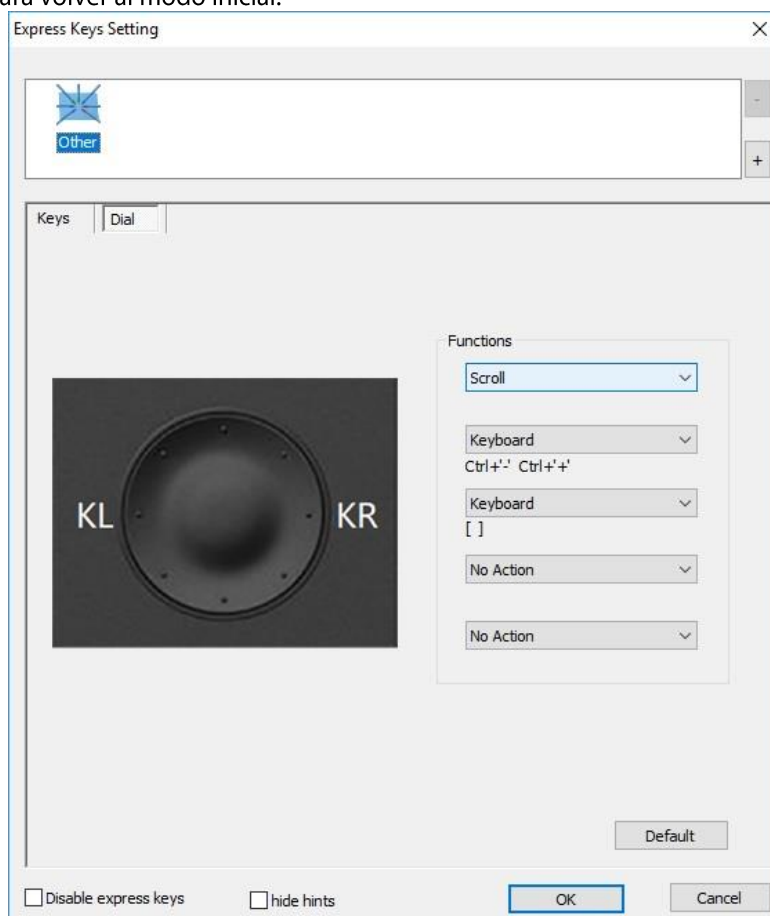 para volver al modo inicial.
Express Keys Setting
Other
-
+
Keys Dial
Functions
Scroll
Keyboard
Ctrl+'-' Ctrl+'+'
Keyboard
[ ]
No Action
No Action
KL KR
Default
Disable express keys hide hints OK Cancel